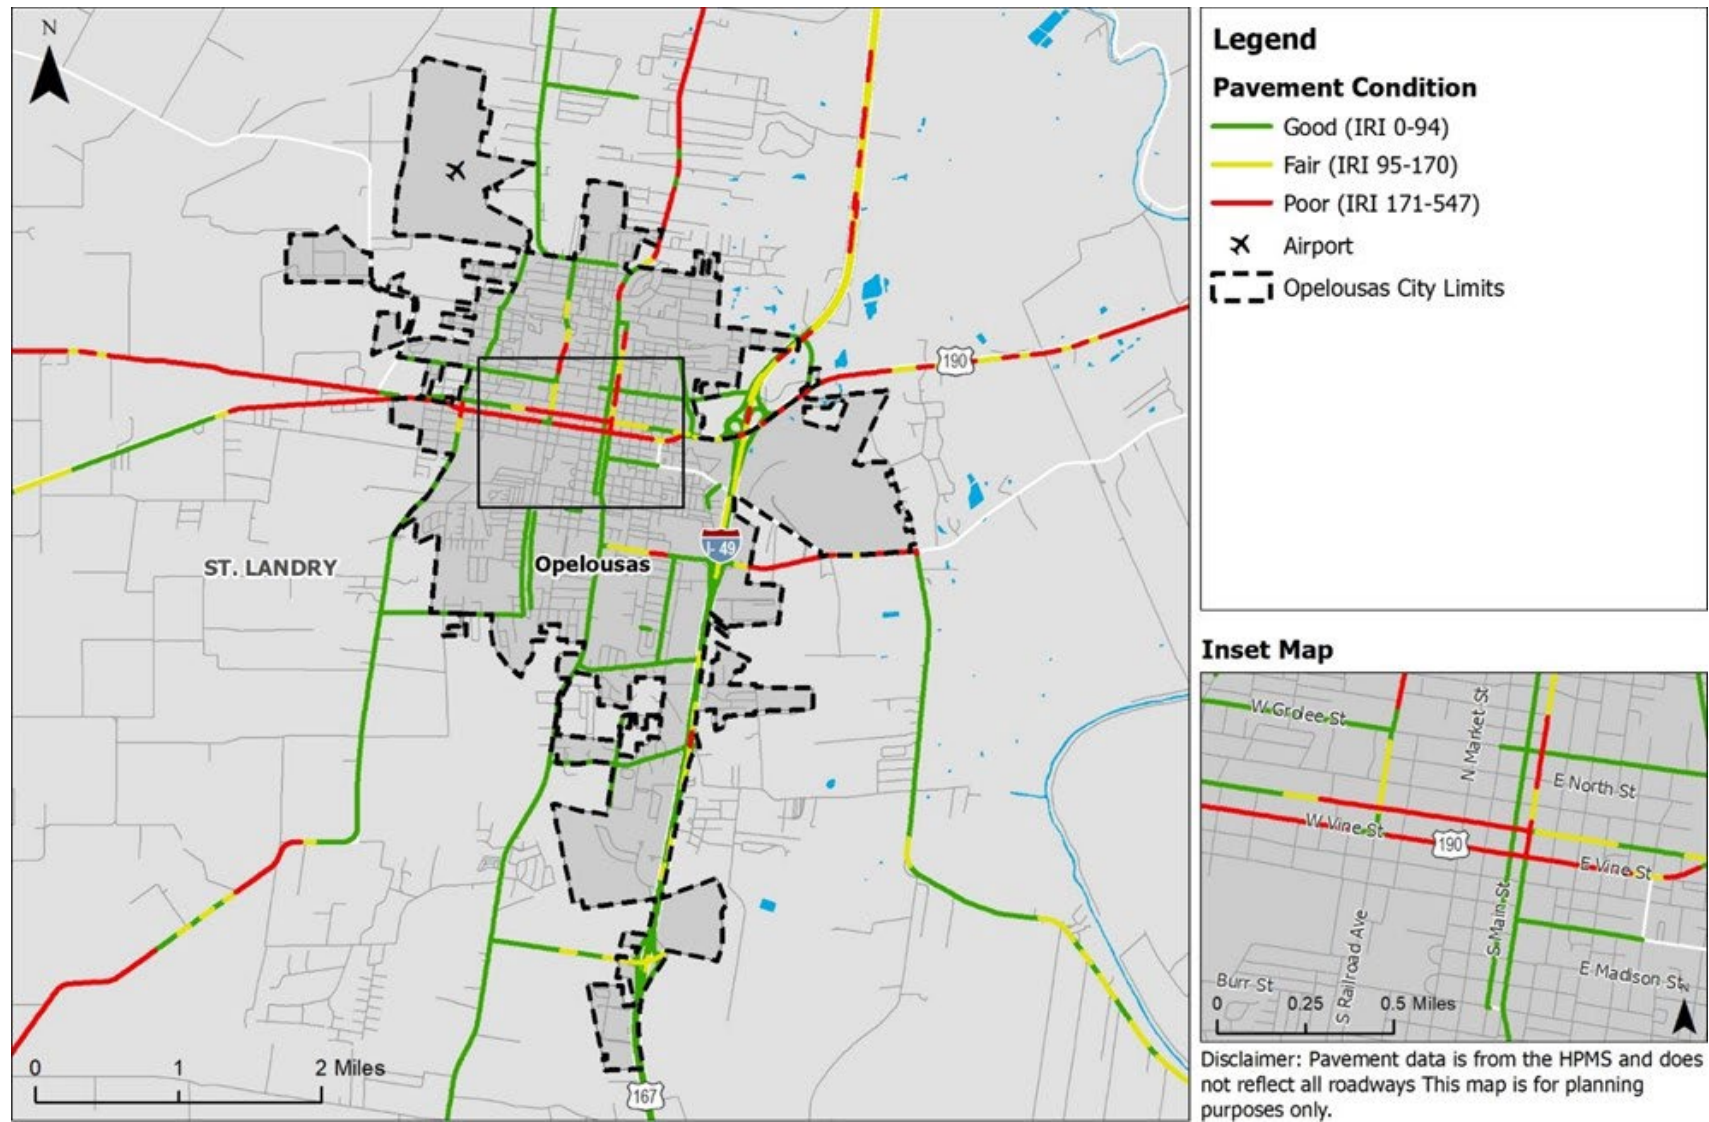 N
190
I-49
ST. LANDRY
Opelousas
0 1 2 Miles
167
Legend
Pavement Condition
Good (IRI 0-94)
Fair (IRI 95-170)
Poor (IRI 171-547)
Airport
Opelousas City Limits
Inset Map
W Grolee St
N Market St
E North St
W Vine St
190
E Vine St
S Main St
S Railroad Ave
E Madison St
Burr St
N
0 0.25 0.5 Miles
Disclaimer: Pavement data is from the HPMS and does
not reflect all roadways This map is for planning
purposes only.